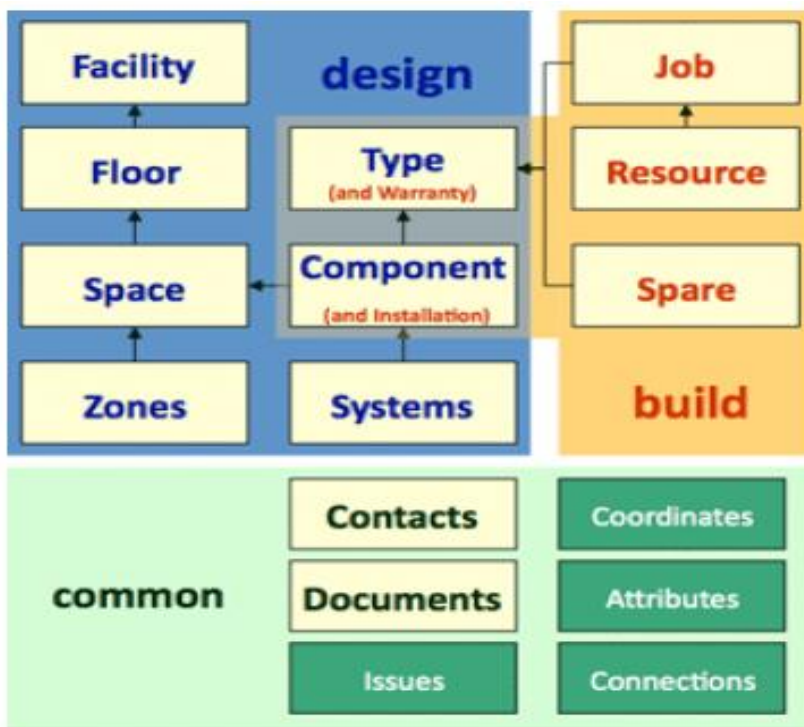 Facility
design
Job
Floor
Type
(and Warranty)
Resource
Space
Component
(and Installation)
Spare
Zones
Systems
build
common
Contacts
Coordinates
Documents
Attributes
Issues
Connections